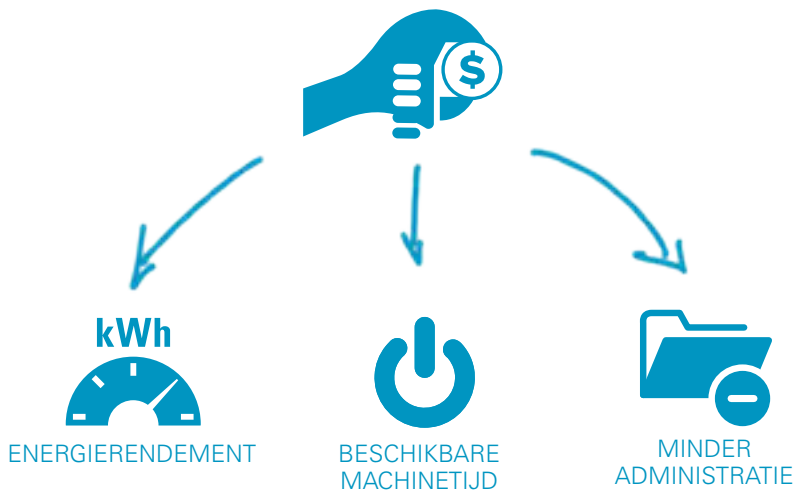 $
kWh
ENERGIERENDEMENT
BESCHIKBARE
MACHINETIJD
MINDER
ADMINISTRATIE